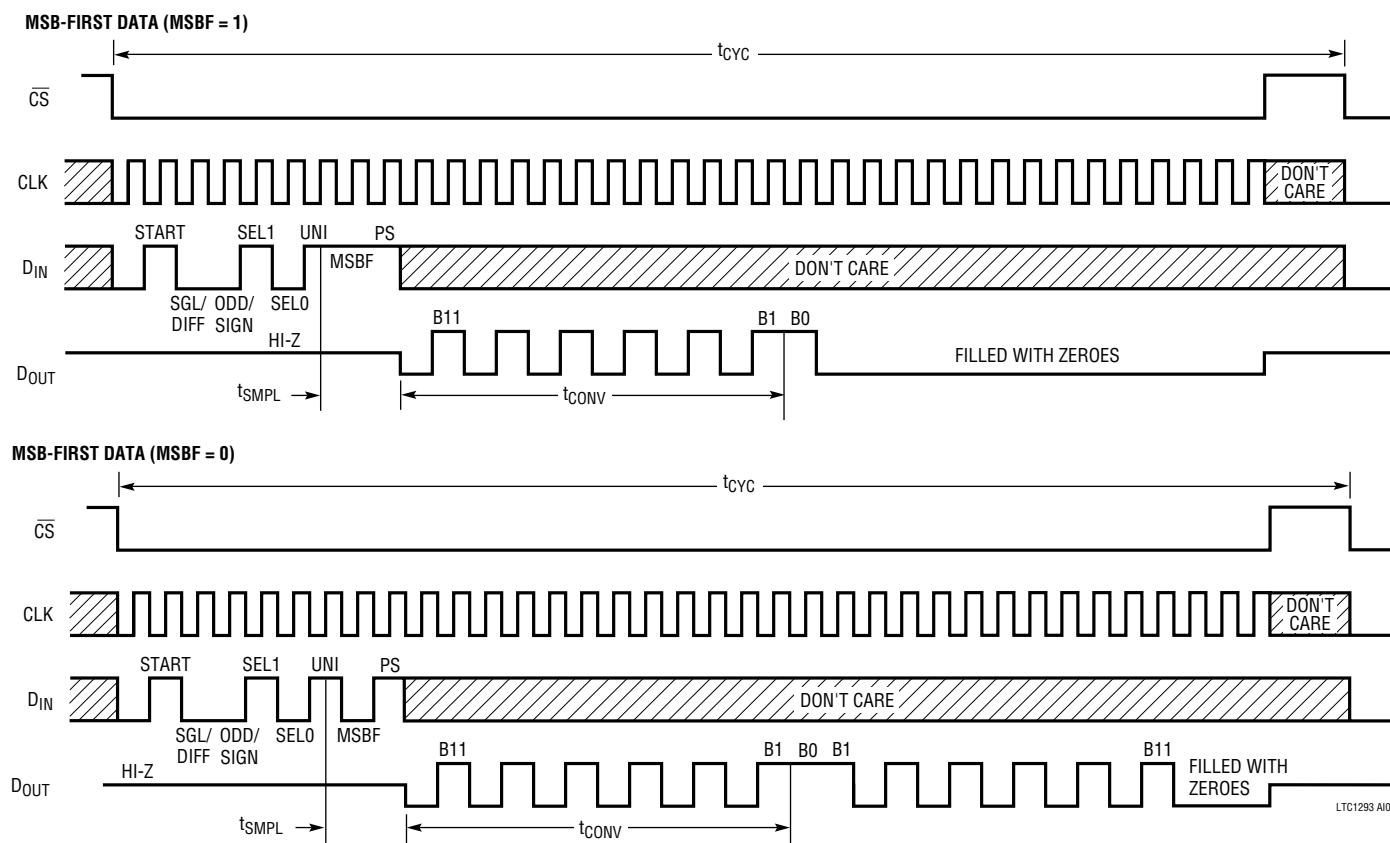 MSB-FIRST DATA (MSBF = 1)
tCYC
CS
CLK
DON'T
CARE
START SEL1 UNI PS
DIN
MSBF
DON'T CARE
SGL/ ODD/ SEL0
DIFF SIGN
B11 B1 B0
HI-Z
FILLED WITH ZEROES
DOUT
tSMPL
tCONV
MSB-FIRST DATA (MSBF = 0)
tCYC
CS
CLK
DON'T
CARE
START SEL1 UNI PS
DIN
DON'T CARE
SGL/ ODD/ SEL0 MSBF
DIFF SIGN
B11 B1 B0 B1 B11
HI-Z
FILLED WITH
ZEROES
DOUT
LTC1293 AI0
tSMPL
tCONV